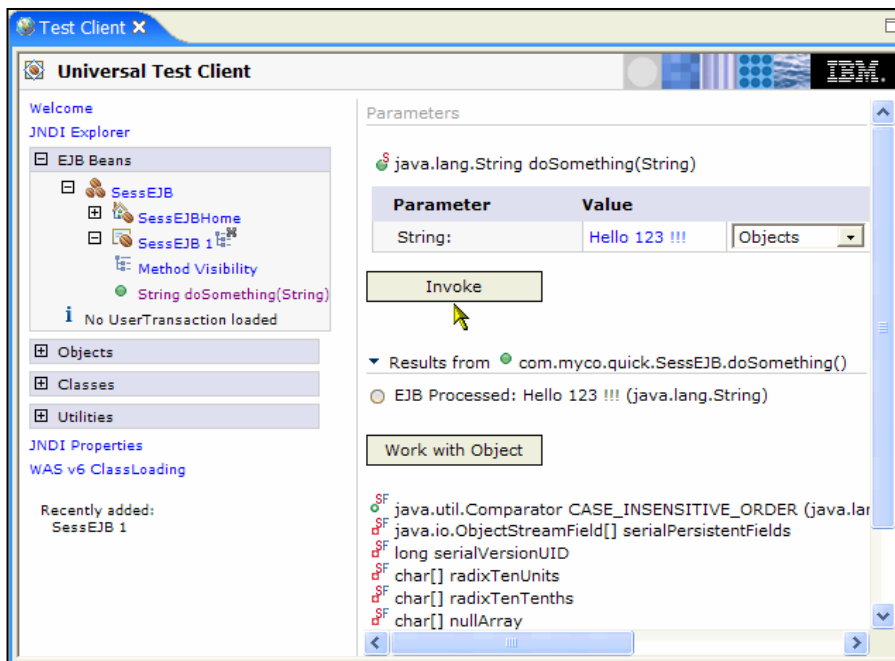 Test Client
Universal Test Client
IBM.
Welcome
JNDI Explorer
EJB Beans
SessEJB
SessEJBHome
SessEJB 1
Method Visibility
String doSomething(String)
No UserTransaction loaded
Objects
Classes
Utilities
JNDI Properties
WAS v6 ClassLoading
Recently added:
SessEJB 1
Parameters
java.lang.String doSomething(String)
Parameter Value
String: Hello 123 !!! Objects
Invoke
Results from com.myco.quick.SessEJB.doSomething()
EJB Processed: Hello 123 !!! (java.lang.String)
Work with Object
java.util.Comparator CASE_INSENSITIVE_ORDER (java.lar
java.io.ObjectStreamField[] serialPersistentFields
long serialVersionUID
char[] radixTenUnits
char[] radixTenTenths
char[] nullArray